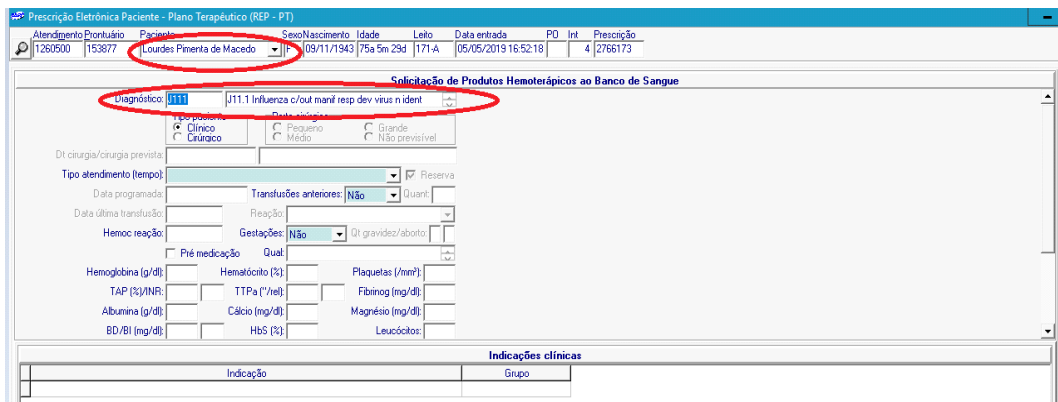 Prescrição Eletrônica Paciente - Plano Terapêutico (REP - PT)
Atendimento Prontuário Paciente Sexo Nascimento Idade Leito Data entrada PO Int Prescrição
1260500 153877 Lourdes Pimenta de Macedo F 09/11/1943 75a 5m 29d 171-A 05/05/2019 16:52:18 4 2766173
Solicitação de Produtos Hemoterápicos ao Banco de Sangue
Diagnóstico: J111 J11.1 Influenza c/out manif resp dev virus n ident
Tipo paciente Porte cirúrgico
Clínico Pequeno Grande
Cirúrgico Médio Não previsível
Dt cirurgia/cirurgia prevista:
Tipo atendimento (tempo): Reserva
Data programada: Transfusões anteriores: Não Quant:
Data última transfusão: Reação:
Hemoc reação: Gestações: Não Qt gravidez/aborto:
Pré medicação Qual:
Hemoglobina (g/dl): Hematócrito (%): Plaquetas (/mm³):
TAP (%)/INR: TTPa (''/rel): Fibrinog (mg/dl):
Albumina (g/dl): Cálcio (mg/dl): Magnésio (mg/dl):
BD/BI (mg/dl): HbS (%): Leucócitos:
Indicações clínicas
Indicação Grupo